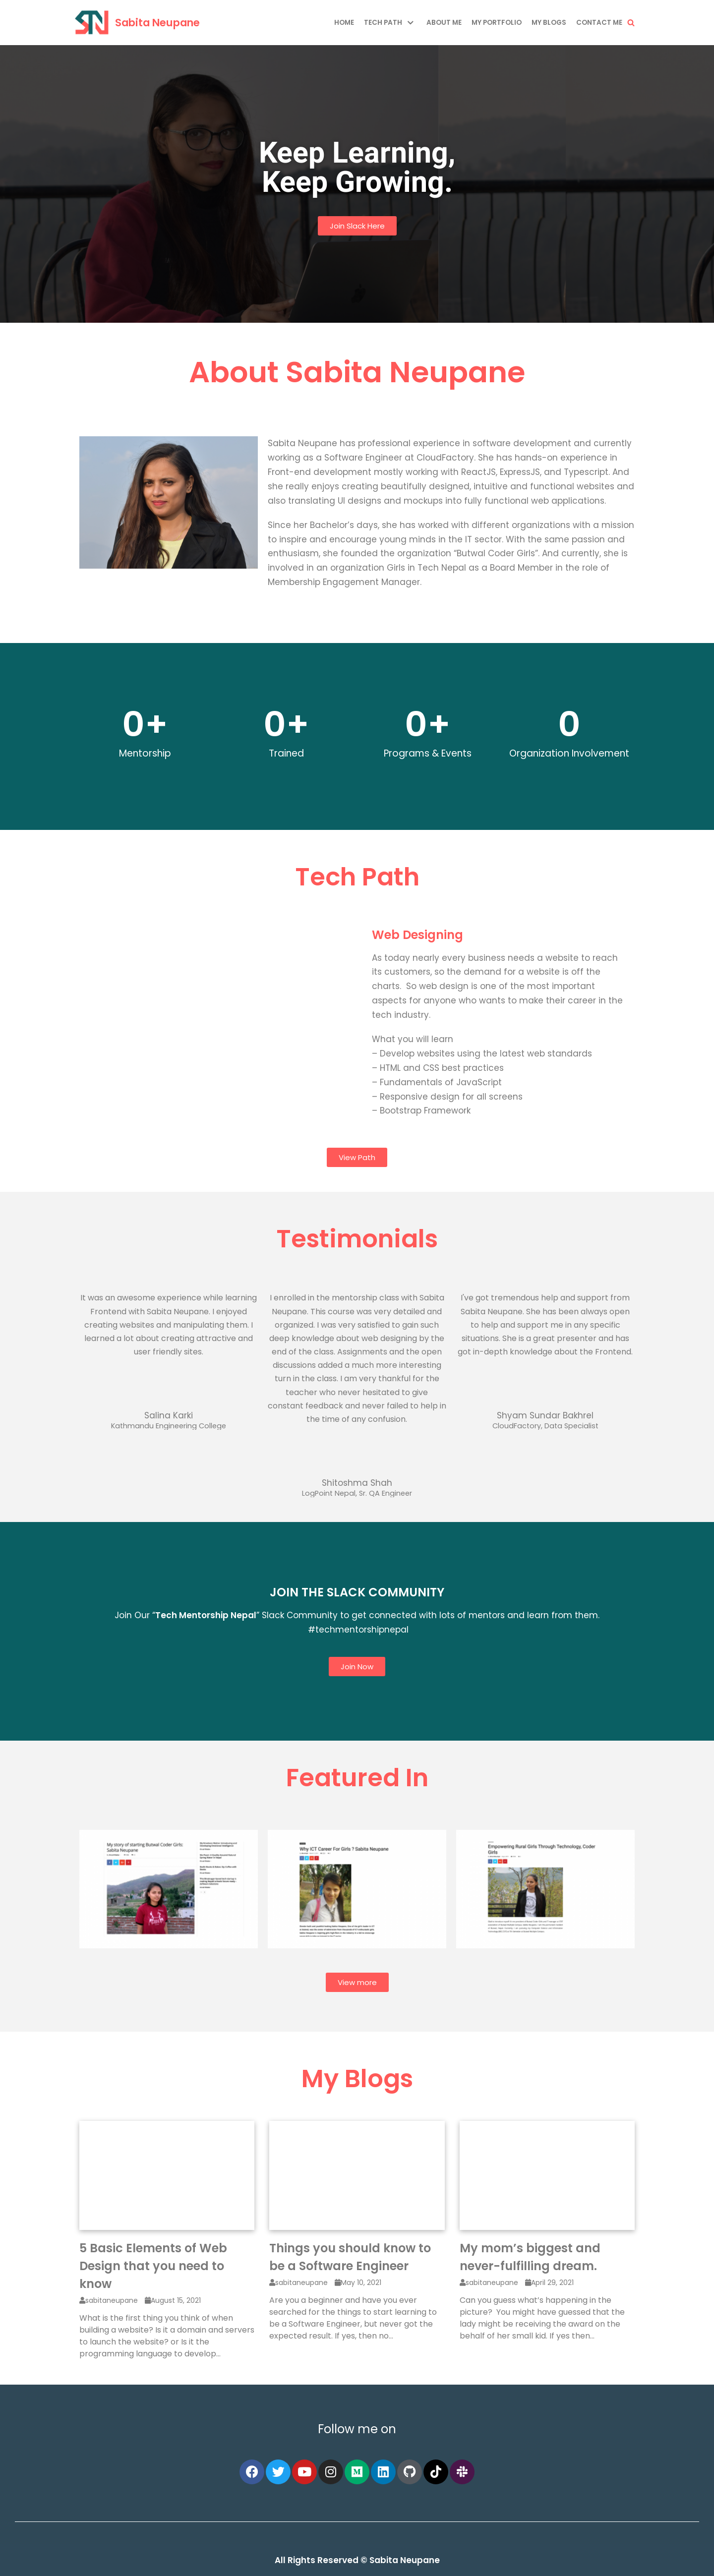 SN Sabita Neupane
HOME TECH PATH ABOUT ME MY PORTFOLIO MY BLOGS CONTACT ME
Keep Learning,
Keep Growing.
Join Slack Here
About Sabita Neupane
Sabita Neupane has professional experience in software development and currently
working as a Software Engineer at CloudFactory. She has hands-on experience in
Front-end development mostly working with ReactJS, ExpressJS, and Typescript. And
she really enjoys creating beautifully designed, intuitive and functional websites and
also translating UI designs and mockups into fully functional web applications.
Since her Bachelor’s days, she has worked with different organizations with a mission
to inspire and encourage young minds in the IT sector. With the same passion and
enthusiasm, she founded the organization “Butwal Coder Girls”. And currently, she is
involved in an organization Girls in Tech Nepal as a Board Member in the role of
Membership Engagement Manager.
0+ 0+ 0+ 0
Mentorship Trained Programs & Events Organization Involvement
Tech Path
Web Designing
As today nearly every business needs a website to reach
its customers, so the demand for a website is off the
charts. So web design is one of the most important
aspects for anyone who wants to make their career in the
tech industry.
What you will learn
– Develop websites using the latest web standards
– HTML and CSS best practices
– Fundamentals of JavaScript
– Responsive design for all screens
– Bootstrap Framework
View Path
Testimonials
It was an awesome experience while learning
Frontend with Sabita Neupane. I enjoyed
creating websites and manipulating them. I
learned a lot about creating attractive and
user friendly sites.
Salina Karki
Kathmandu Engineering College
I enrolled in the mentorship class with Sabita
Neupane. This course was very detailed and
organized. I was very satisfied to gain such
deep knowledge about web designing by the
end of the class. Assignments and the open
discussions added a much more interesting
turn in the class. I am very thankful for the
teacher who never hesitated to give
constant feedback and never failed to help in
the time of any confusion.
Shitoshma Shah
LogPoint Nepal, Sr. QA Engineer
I've got tremendous help and support from
Sabita Neupane. She has been always open
to help and support me in any specific
situations. She is a great presenter and has
got in-depth knowledge about the Frontend.
Shyam Sundar Bakhrel
CloudFactory, Data Specialist
JOIN THE SLACK COMMUNITY
Join Our “Tech Mentorship Nepal” Slack Community to get connected with lots of mentors and learn from them.
#techmentorshipnepal
Join Now
Featured In
My story of starting Butwal Coder Girls:
Sabita Neupane
Why ICT Career For Girls ? Sabita Neupane
Empowering Rural Girls Through Technology, Coder
Girls
View more
My Blogs
5 Basic Elements of Web
Design that you need to
know
sabitaneupane August 15, 2021
What is the first thing you think of when
building a website? Is it a domain and servers
to launch the website? or Is it the
programming language to develop…
Things you should know to
be a Software Engineer
sabitaneupane May 10, 2021
Are you a beginner and have you ever
searched for the things to start learning to
be a Software Engineer, but never got the
expected result. If yes, then no…
My mom’s biggest and
never-fulfilling dream.
sabitaneupane April 29, 2021
Can you guess what’s happening in the
picture? You might have guessed that the
lady might be receiving the award on the
behalf of her small kid. If yes then…
Follow me on
All Rights Reserved © Sabita Neupane